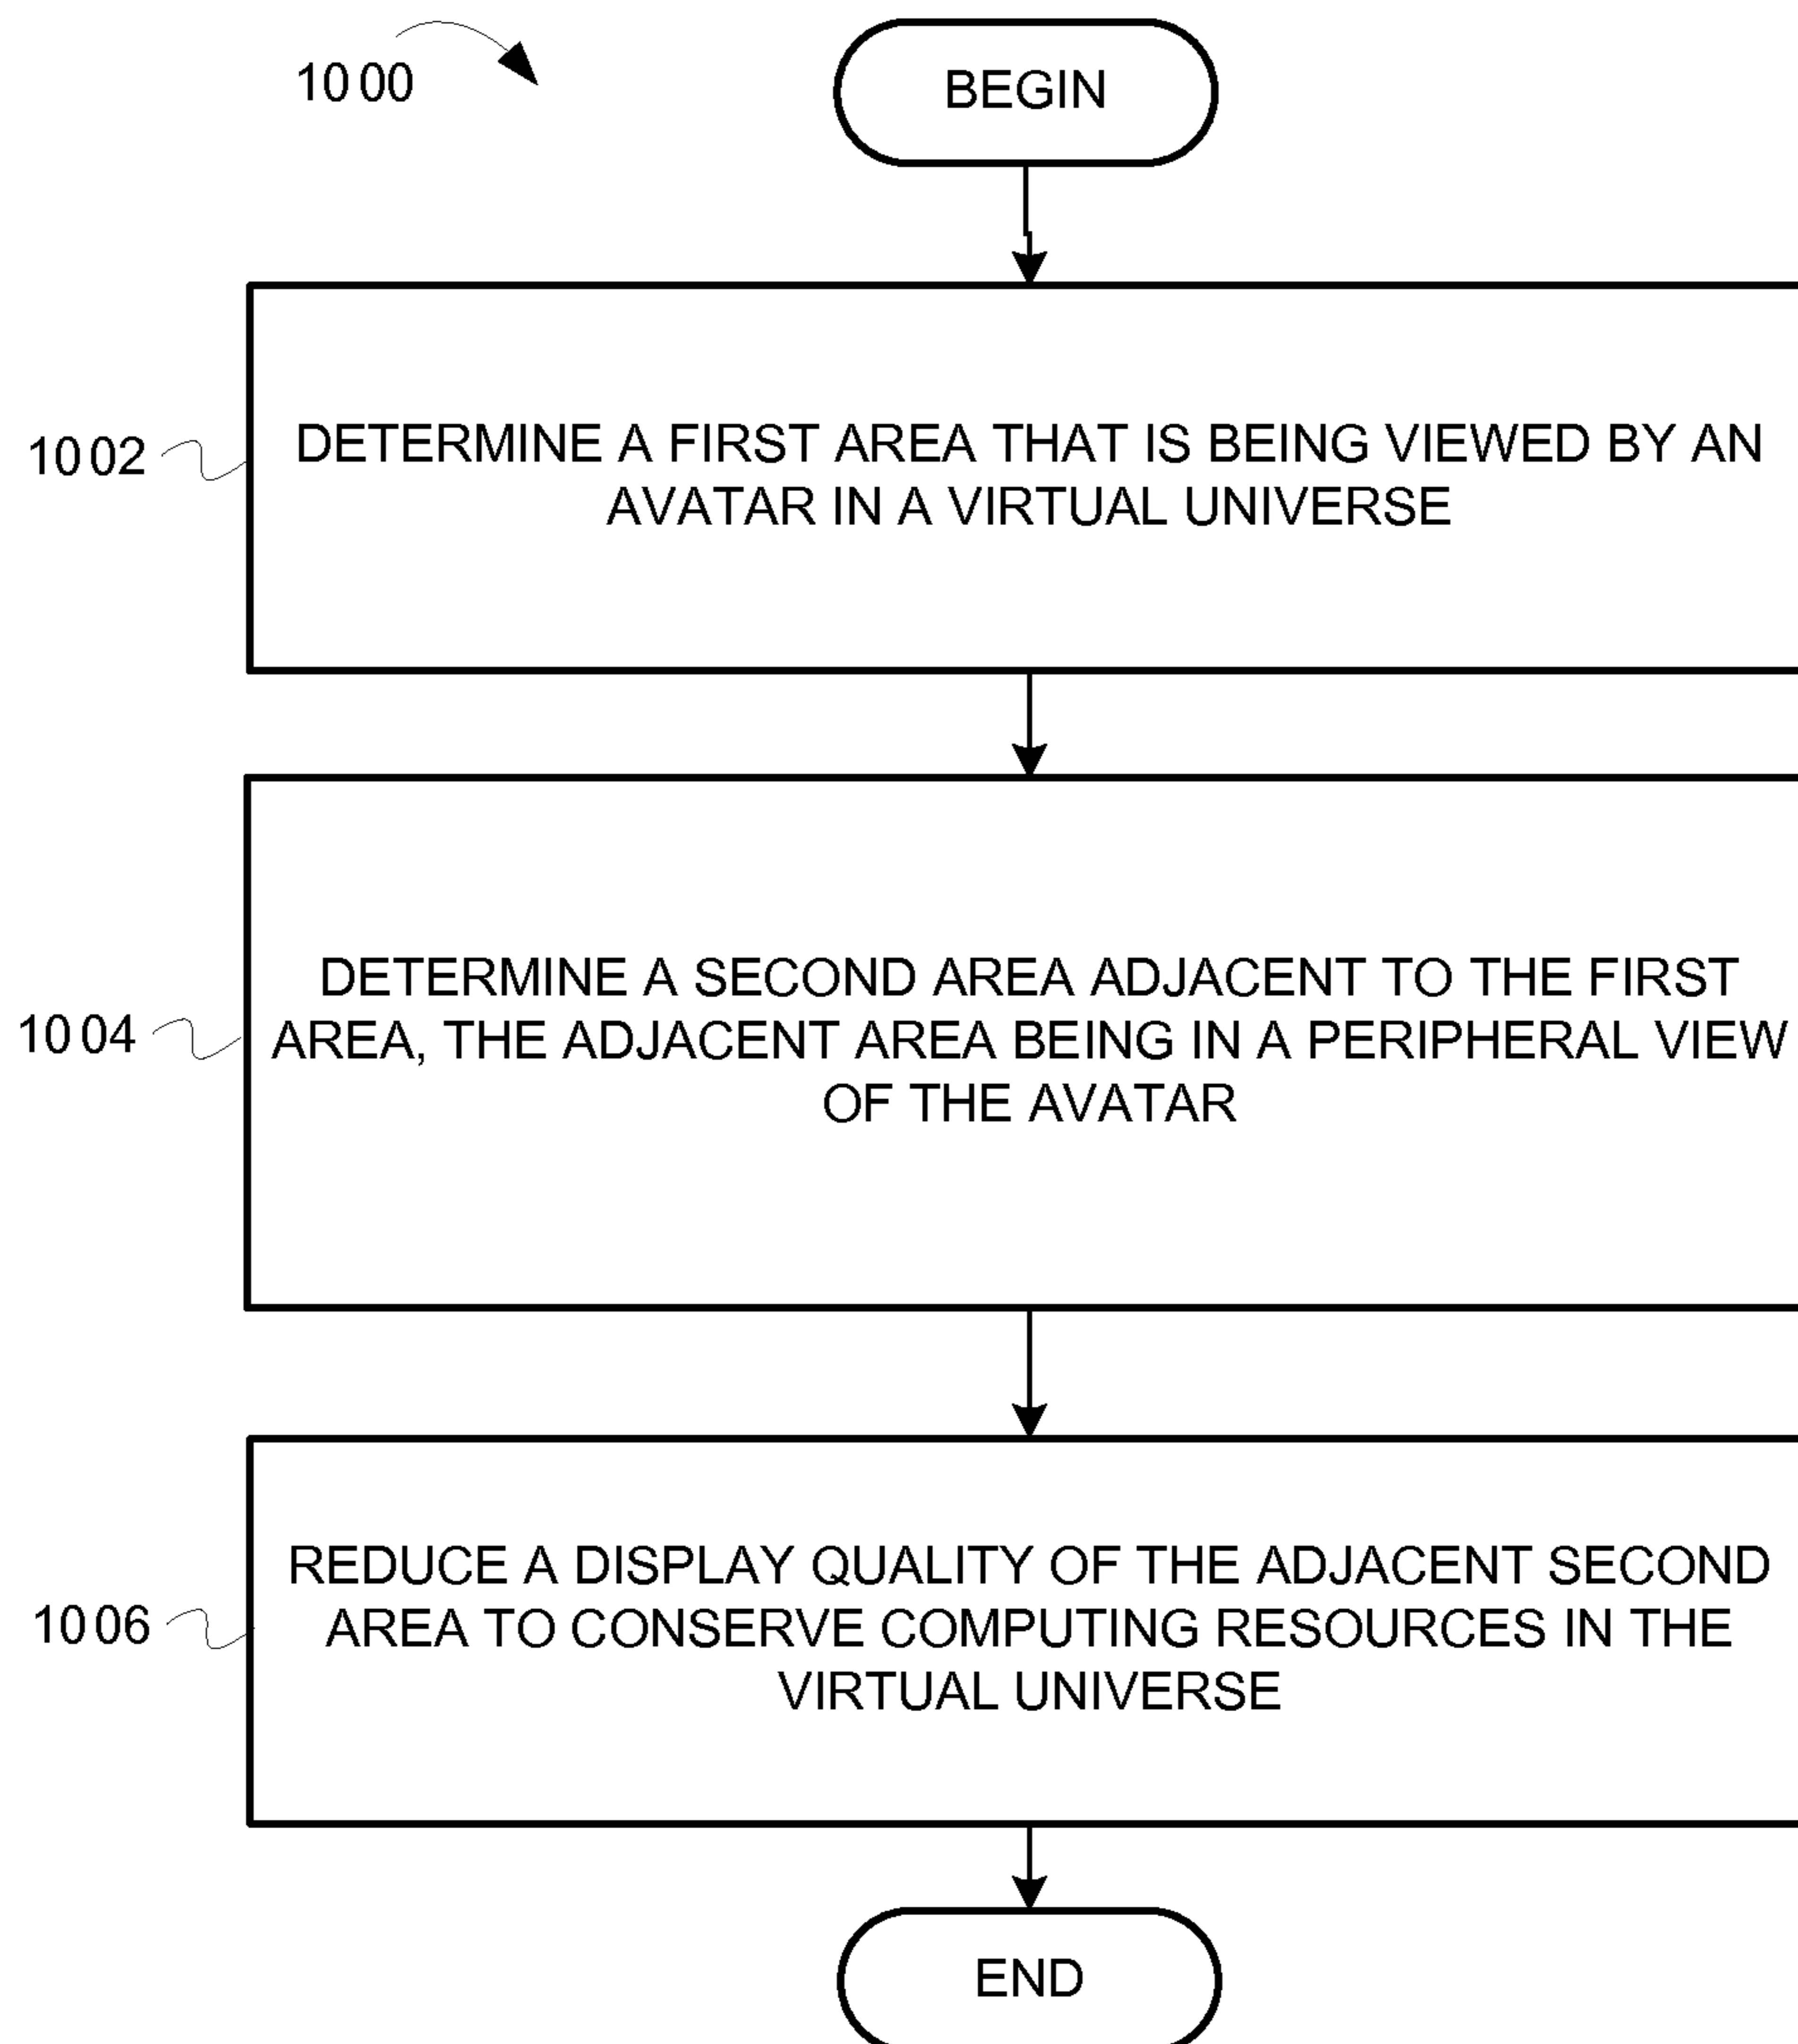 1000
BEGIN
1002
DETERMINE A FIRST AREA THAT IS BEING VIEWED BY AN
AVATAR IN A VIRTUAL UNIVERSE
1004
DETERMINE A SECOND AREA ADJACENT TO THE FIRST
AREA, THE ADJACENT AREA BEING IN A PERIPHERAL VIEW
OF THE AVATAR
1006
REDUCE A DISPLAY QUALITY OF THE ADJACENT SECOND
AREA TO CONSERVE COMPUTING RESOURCES IN THE
VIRTUAL UNIVERSE
END